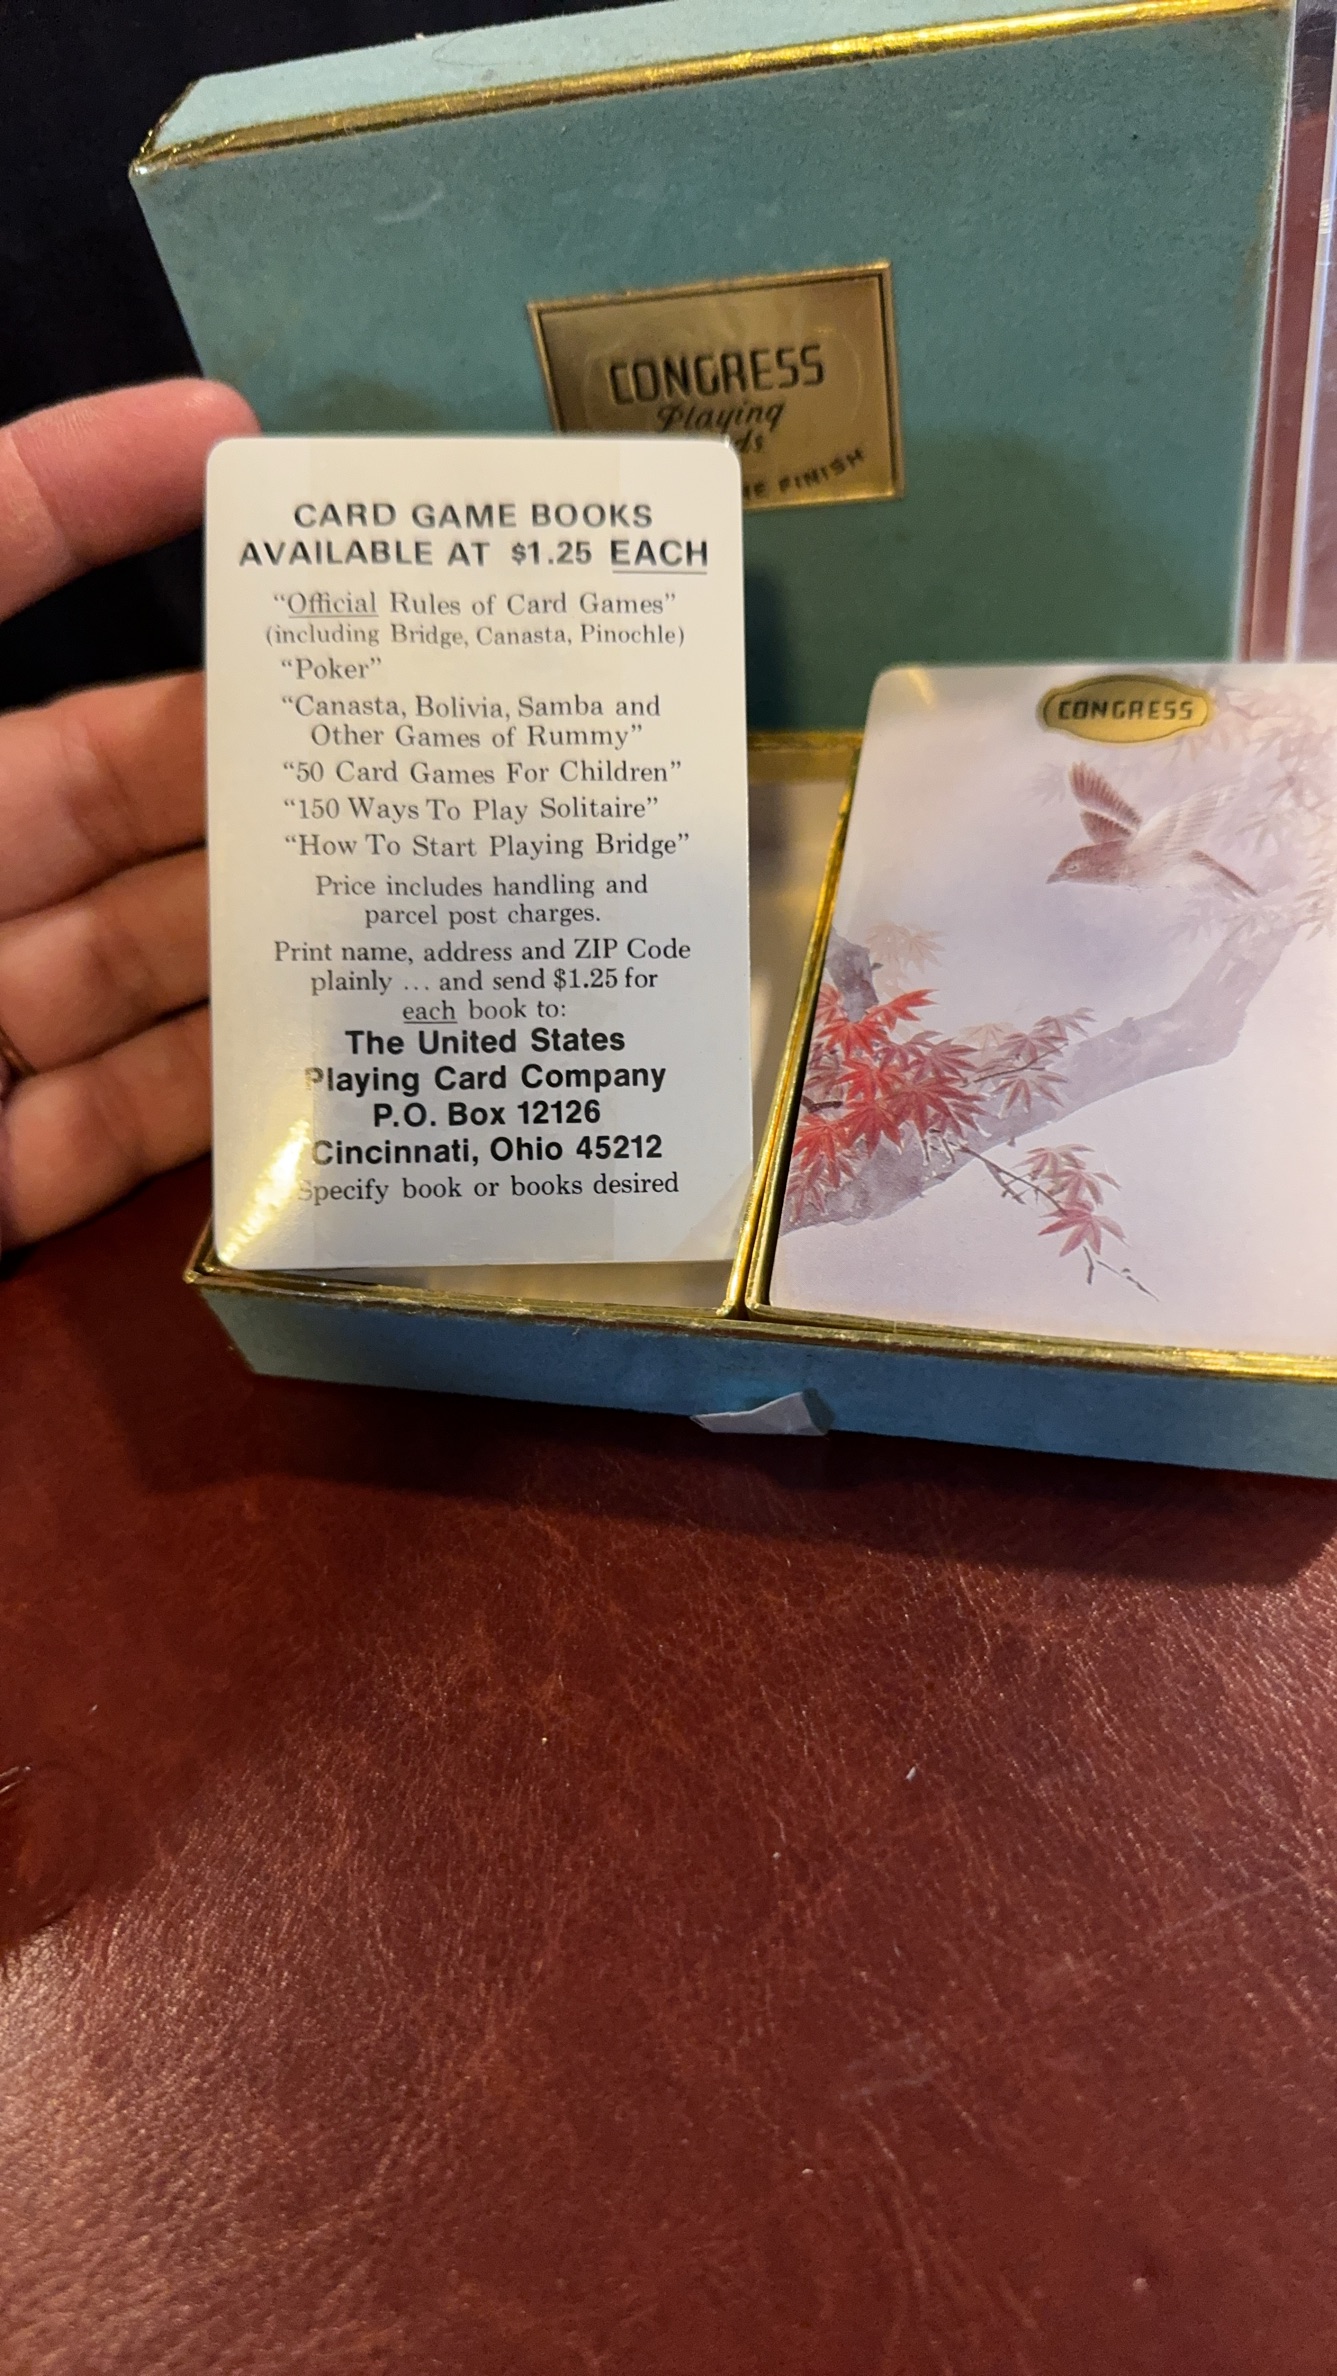 CONGRESS
Playing
FINISH
CARD GAME BOOKS
AVAILABLE AT $1.25 EACH
“Official Rules of Card Games”
(including Bridge, Canasta, Pinochle)
“Poker”
“Canasta, Bolivia, Samba and
Other Games of Rummy”
“50 Card Games For Children”
“150 Ways To Play Solitaire”
“How To Start Playing Bridge”
Price includes handling and
parcel post charges.
Print name, address and ZIP Code
plainly ... and send $1.25 for
each book to:
The United States
Playing Card Company
P.O. Box 12126
Cincinnati, Ohio 45212
Specify book or books desired
CONGRESS